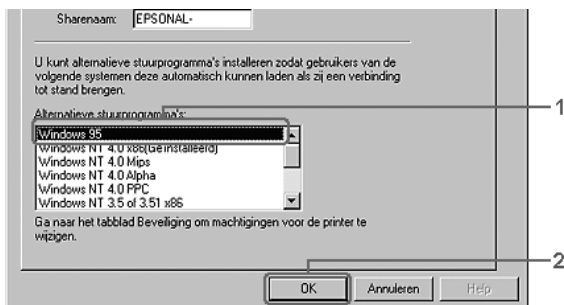 Sharenaam: EPSONAL-
U kunt alternatieve stuurprogramma's installeren zodat gebruikers van de
volgende systemen deze automatisch kunnen laden als zij een verbinding
tot stand brengen.
Alternatieve stuurprogramma's:
1
Windows 95
Windows NT 4.0 x86(Geïnstalleerd)
Windows NT 4.0 Mips
Windows NT 4.0 Alpha
Windows NT 4.0 PPC
Windows NT 3.5 of 3.51 x86
Ga naar het tabblad Beveiliging om machtigingen voor de printer te
wijzigen.
2
OK Annuleren Help